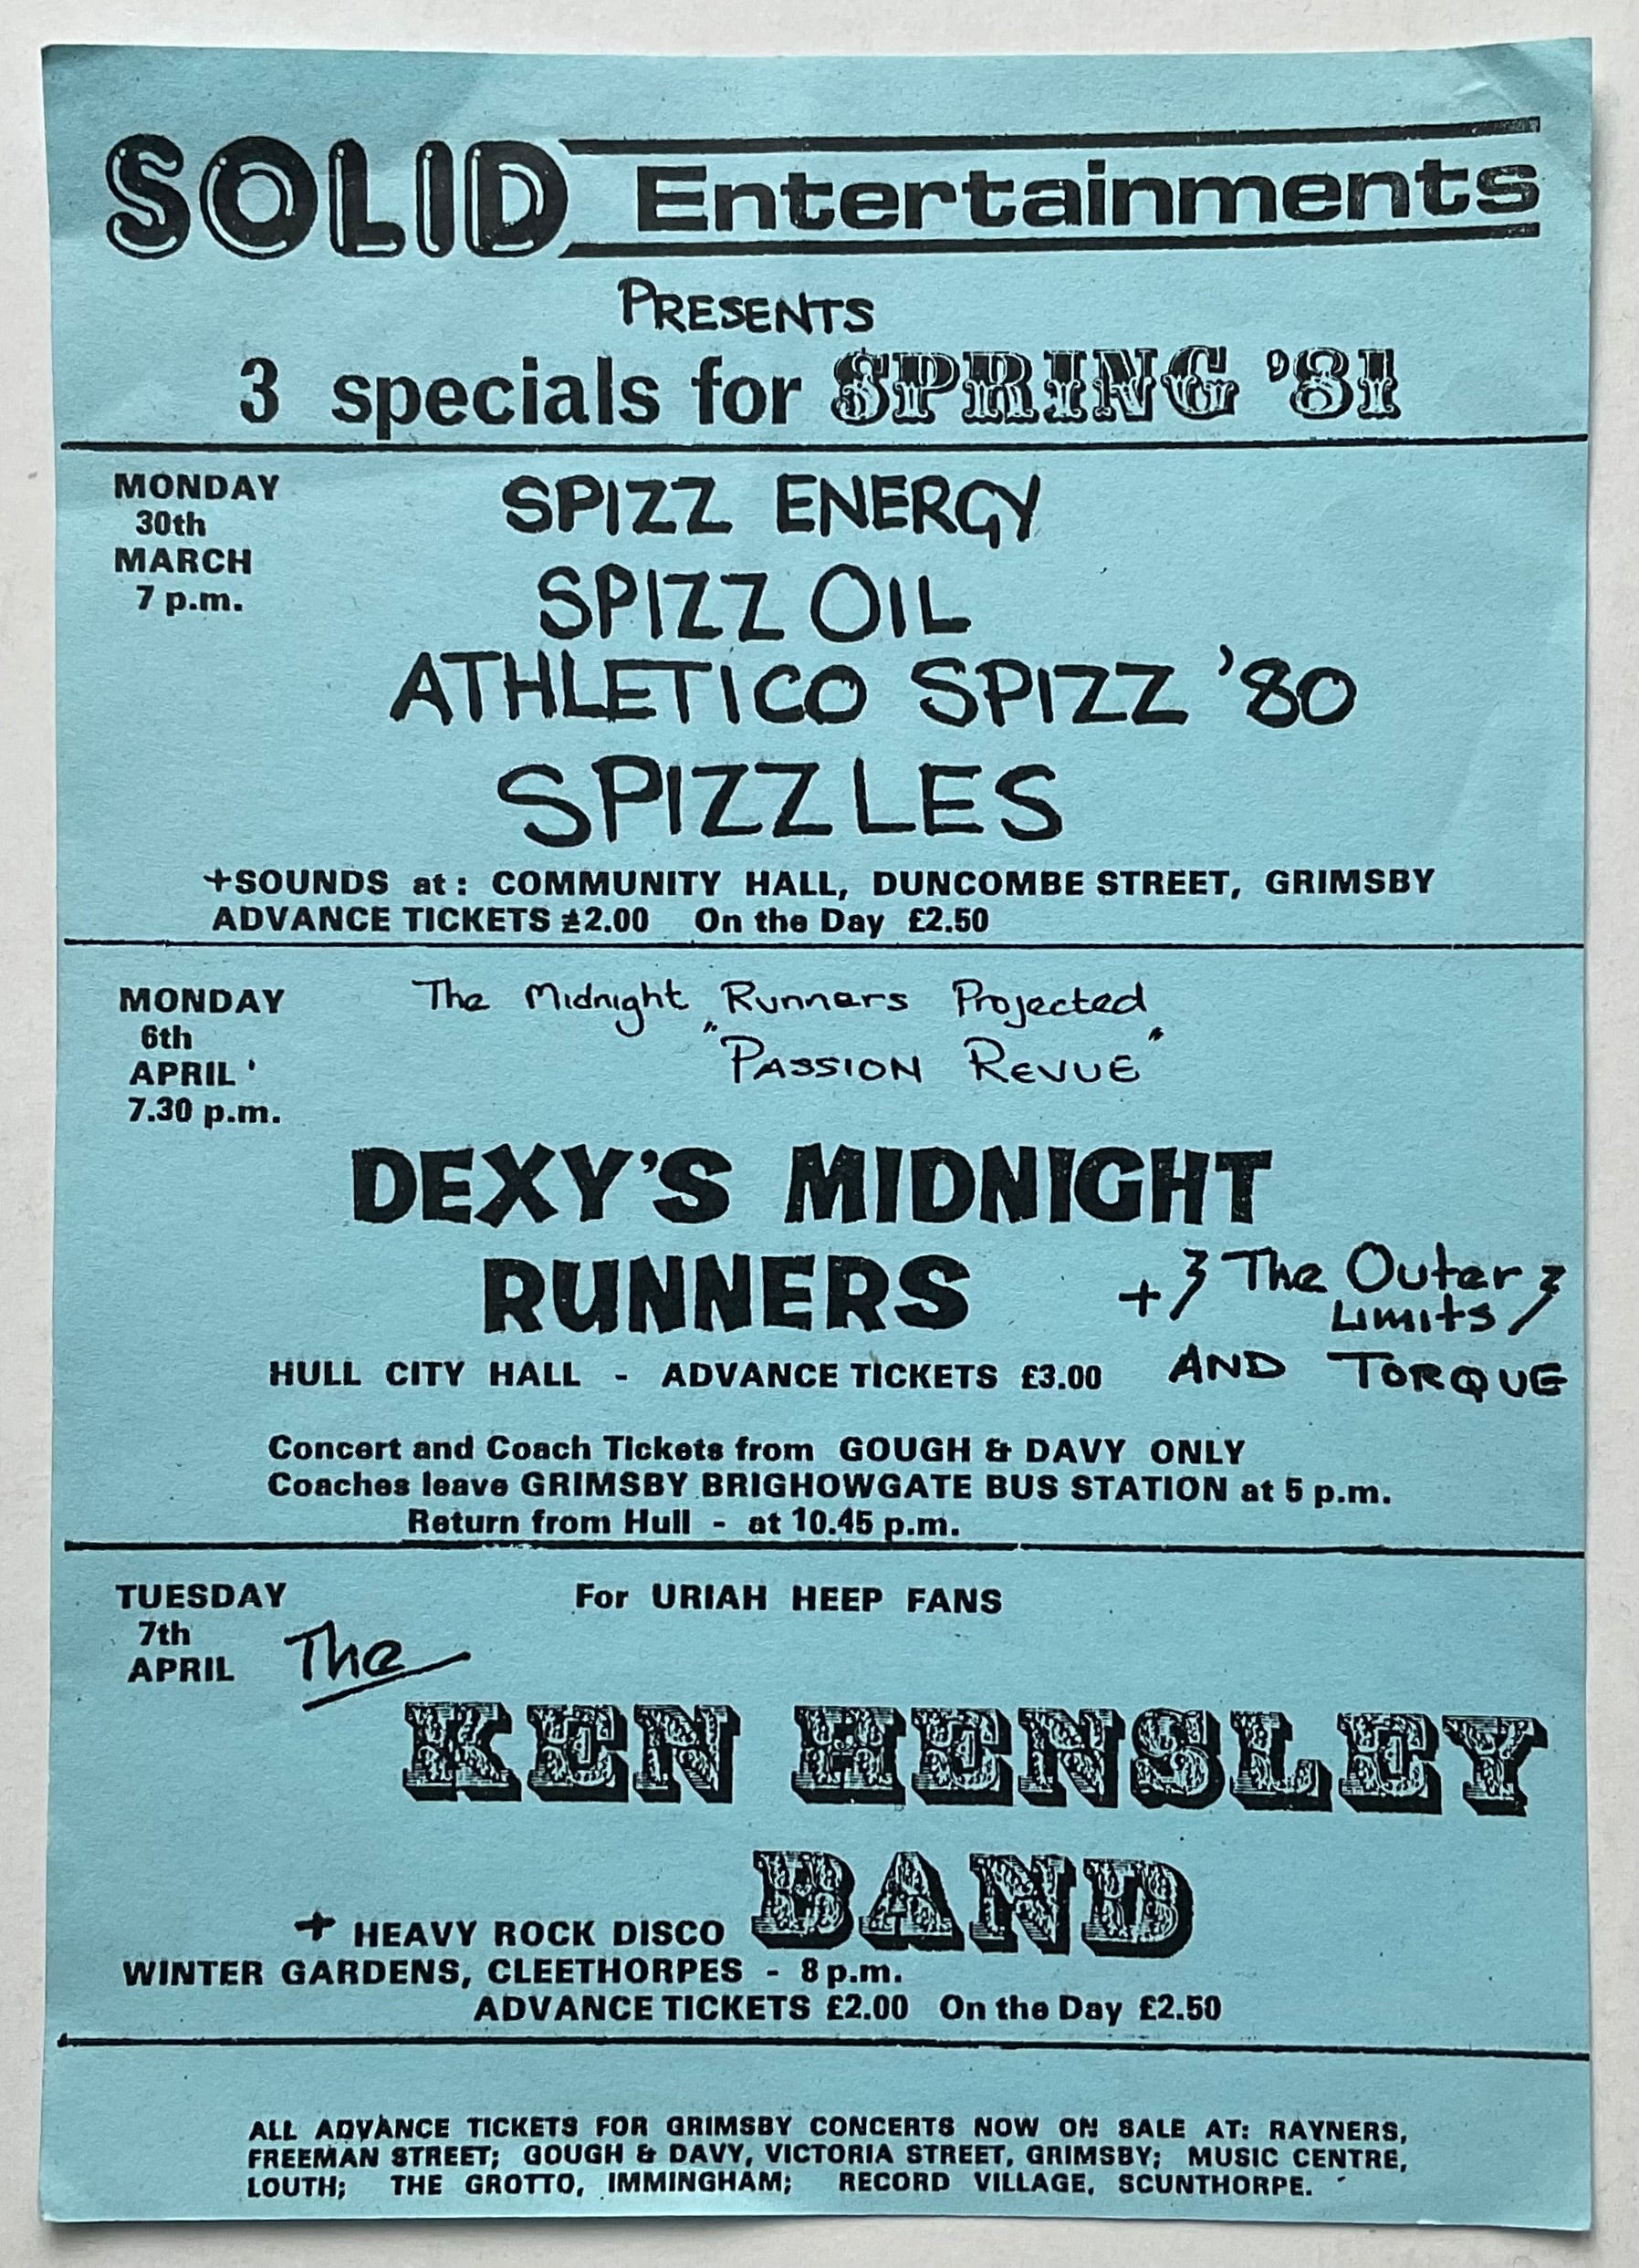 SOLID Entertainments
PRESENTS
3 specials for SPRING '81
MONDAY
30th
MARCH
7 p.m.
SPIZZ ENERGY
SPIZZ OIL
ATHLETICO SPIZZ '80
SPIZZLES
+SOUNDS at: COMMUNITY HALL, DUNCOMBE STREET, GRIMSBY
ADVANCE TICKETS £2.00 On the Day £2.50
MONDAY
6th
APRIL
7.30 p.m.
The Midnight Runners Projected
"PASSION REVUE"
DEXY'S MIDNIGHT
RUNNERS
+ The Outer
Limits
AND TORQUE
HULL CITY HALL - ADVANCE TICKETS £3.00
Concert and Coach Tickets from GOUGH & DAVY ONLY
Coaches leave GRIMSBY BRIGHOWGATE BUS STATION at 5 p.m.
Return from Hull - at 10.45 p.m.
TUESDAY
7th
APRIL
For URIAH HEEP FANS
The
KEN HENSLEY
BAND
+ HEAVY ROCK DISCO
WINTER GARDENS, CLEETHORPES - 8 p.m.
ADVANCE TICKETS £2.00 On the Day £2.50
ALL ADVANCE TICKETS FOR GRIMSBY CONCERTS NOW ON SALE AT: RAYNERS,
FREEMAN STREET; GOUGH & DAVY, VICTORIA STREET, GRIMSBY; MUSIC CENTRE,
LOUTH; THE GROTTO, IMMINGHAM; RECORD VILLAGE, SCUNTHORPE.